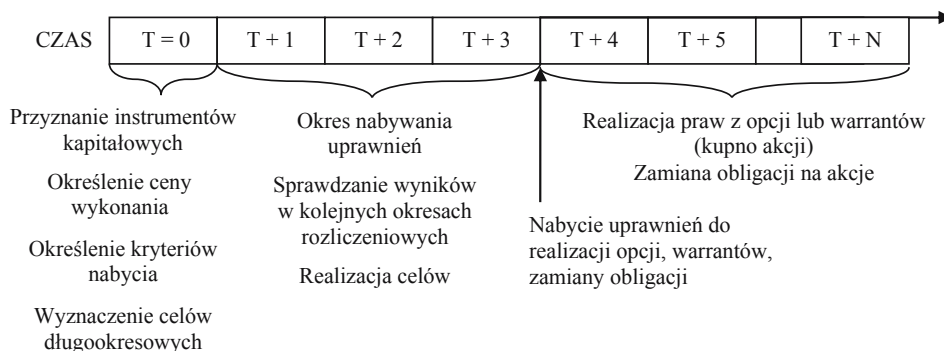 CZAS T = 0 T + 1 T + 2 T + 3 T + 4 T + 5 T + N
Przyznanie instrumentów
kapitałowych
Określenie ceny
wykonania
Określenie kryteriów
nabycia
Wyznaczenie celów
długookresowych
Okres nabywania
uprawnień
Sprawdzanie wyników
w kolejnych okresach
rozliczeniowych
Realizacja celów
Realizacja praw z opcji lub warrantów
(kupno akcji)
Zamiana obligacji na akcje
Nabycie uprawnień do
realizacji opcji, warrantów,
zamiany obligacji